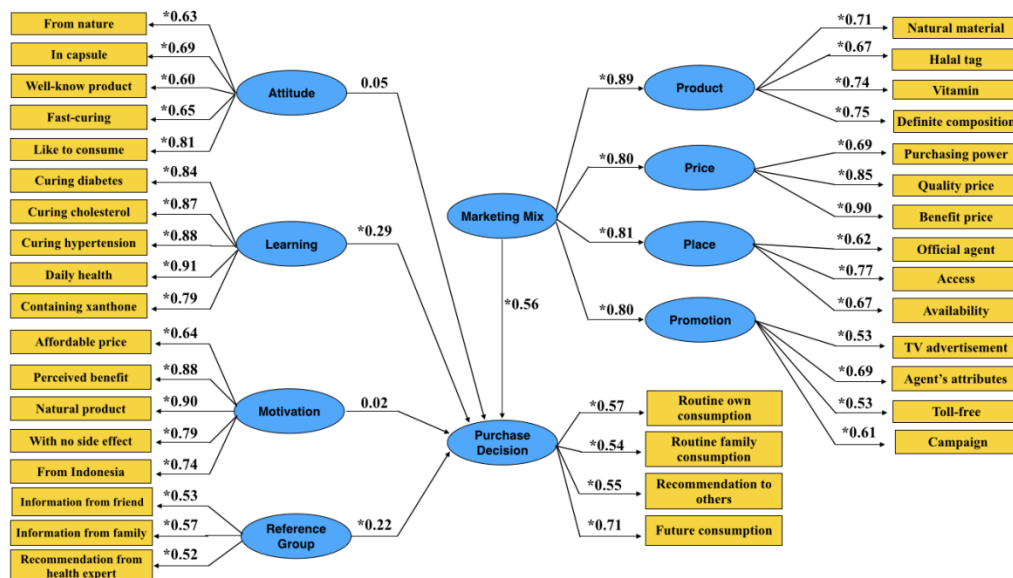 From nature
*0.63
In capsule
*0.69
Well-know product
*0.60
Fast-curing
*0.65
Like to consume
*0.81
Attitude
0.05
Curing diabetes
*0.84
Curing cholesterol
*0.87
Curing hypertension
*0.88
Daily health
*0.91
Containing xanthone
*0.79
Learning
*0.29
Affordable price
*0.64
Perceived benefit
*0.88
Natural product
*0.90
With no side effect
*0.79
From Indonesia
*0.74
Motivation
0.02
Information from friend
*0.53
Information from family
*0.57
Recommendation from
health expert
*0.52
Reference
Group
*0.22
Marketing Mix
*0.56
Purchase
Decision
*0.89
Product
*0.71
Natural material
*0.67
Halal tag
*0.74
Vitamin
*0.75
Definite composition
*0.80
Price
*0.69
Purchasing power
*0.85
Quality price
*0.90
Benefit price
*0.81
Place
*0.62
Official agent
*0.77
Access
*0.67
Availability
*0.80
Promotion
*0.53
TV advertisement
*0.69
Agent's attributes
*0.53
Toll-free
*0.61
Campaign
*0.57
Routine own
consumption
*0.54
Routine family
consumption
*0.55
Recommendation to
others
*0.71
Future consumption